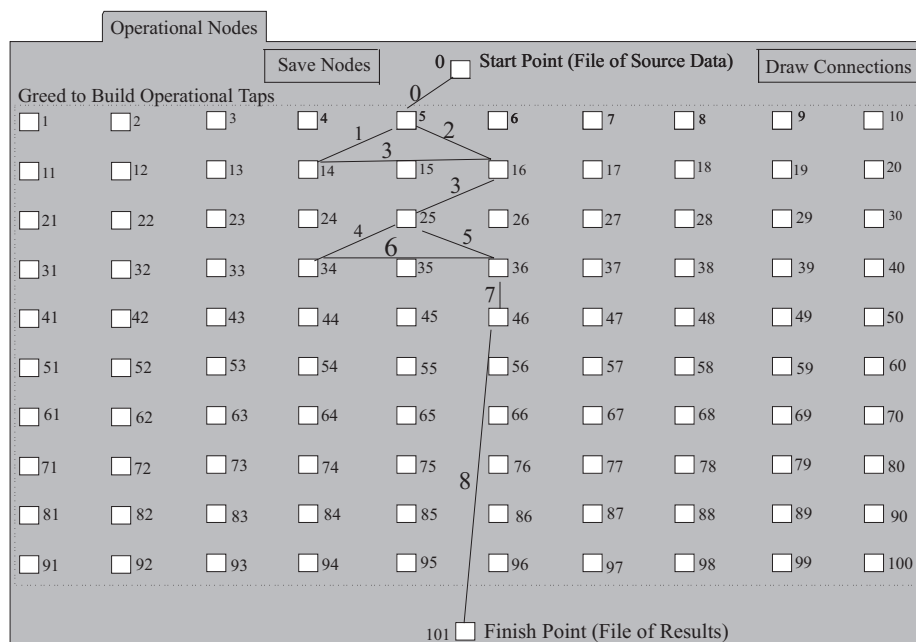 Operational Nodes
Save Nodes
0 Start Point (File of Source Data)
Draw Connections
0
Greed to Build Operational Taps
1 2 3 4 5 6 7 8 9 10
1 2
3
11 12 13 14 15 16 17 18 19 20
3
21 22 23 24 25 26 27 28 29 30
4 6 5
31 32 33 34 35 36 37 38 39 40
7
41 42 43 44 45 46 47 48 49 50
51 52 53 54 55 56 57 58 59 60
61 62 63 64 65 66 67 68 69 70
71 72 73 74 75 76 77 78 79 80
8
81 82 83 84 85 86 87 88 89 90
91 92 93 94 95 96 97 98 99 100
101 Finish Point (File of Results)